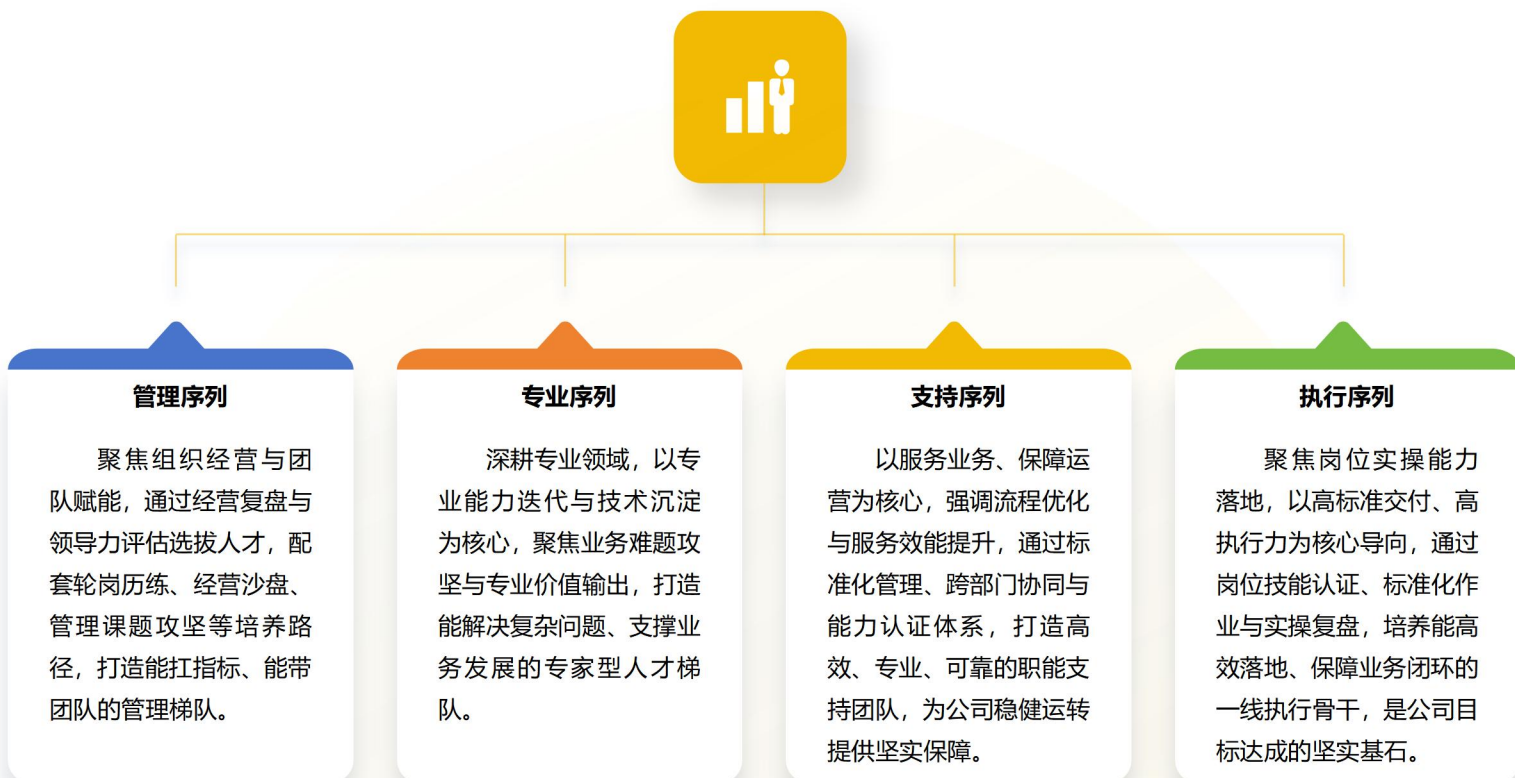 管理序列
聚焦组织经营与团
队赋能，通过经营复盘与
领导力评估选拔人才，配
套轮岗历练、经营沙盘、
管理课题攻坚等培养路
径，打造能扛指标、能带
团队的管理梯队。
专业序列
深耕专业领域，以专
业能力迭代与技术沉淀
为核心，聚焦业务难题攻
坚与专业价值输出，打造
能解决复杂问题、支撑业
务发展的专家型人才梯
队。
支持序列
以服务业务、保障运
营为核心，强调流程优化
与服务效能提升，通过标
准化管理、跨部门协同与
能力认证体系，打造高
效、专业、可靠的职能支
持团队，为公司稳健运转
提供坚实保障。
执行序列
聚焦岗位实操能力
落地，以高标准交付、高
执行力为核心导向，通过
岗位技能认证、标准化作
业与实操复盘，培养能高
效落地、保障业务闭环的
一线执行骨干，是公司目
标达成的坚实基石。